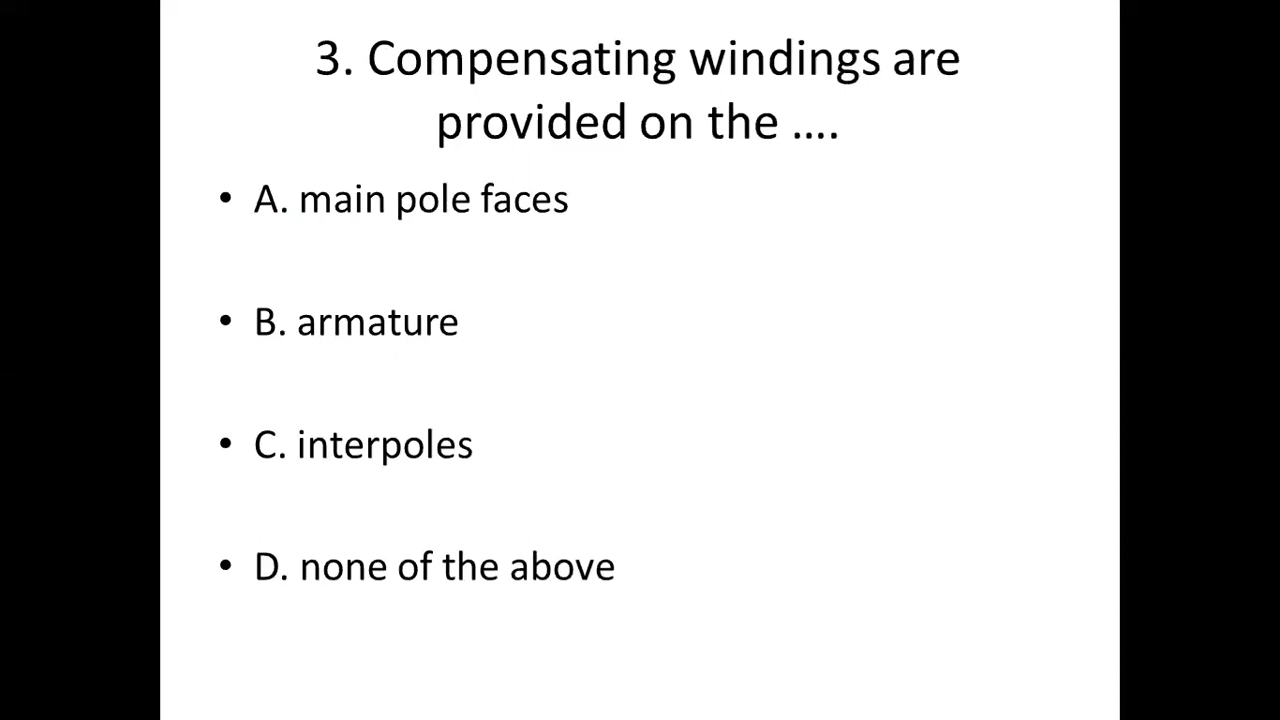 3. Compensating windings are
provided on the ….
• A. main pole faces
• B. armature
• C. interpoles
• D. none of the above